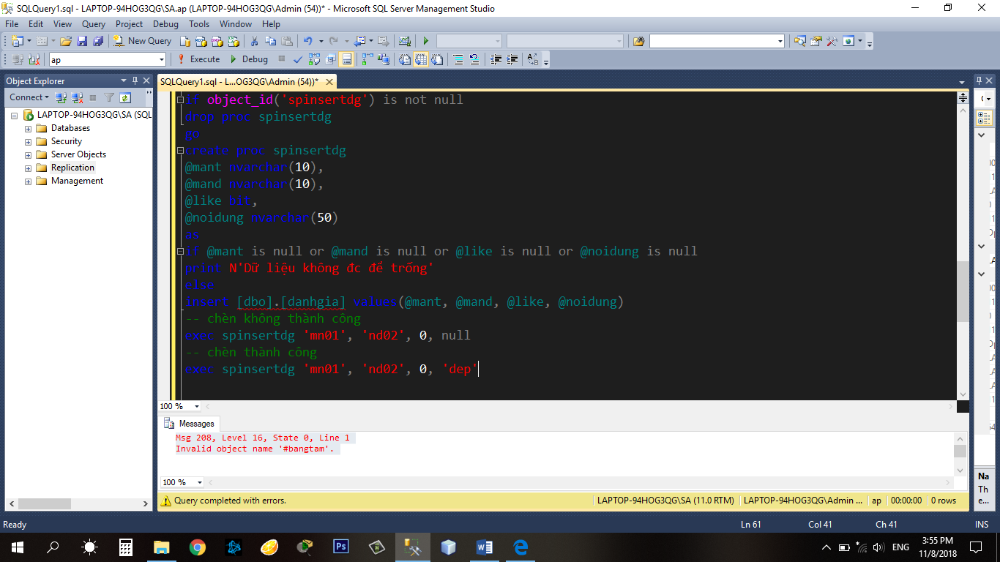 SQLQuery1.sql - LAPTOP-94HOG3QG\SA.ap (LAPTOP-94HOG3QG\Admin (54))* - Microsoft SQL Server Management Studio
File Edit View Query Project Debug Tools Window Help
New Query
ap Execute Debug
Object Explorer
SQLQuery1.sql - L...OG3QG\Admin (54))*
Connect
LAPTOP-94HOG3QG\SA (SQL
Databases
Security
Server Objects
Replication
Management
if object_id('spinsertdg') is not null
drop proc spinsertdg
go
create proc spinsertdg
@mant nvarchar(10),
@mand nvarchar(10),
@like bit,
@noidung nvarchar(50)
as
if @mant is null or @mand is null or @like is null or @noidung is null
print N'Dữ liệu không đc để trống'
else
insert [dbo].[danhgia] values(@mant, @mand, @like, @noidung)
-- chèn không thành công
exec spinsertdg 'mn01', 'nd02', 0, null
-- chèn thành công
exec spinsertdg 'mn01', 'nd02', 0, 'dep'
100 %
Messages
Msg 208, Level 16, State 0, Line 1
Invalid object name '#bangtam'.
100 %
Query completed with errors.
LAPTOP-94HOG3QG\SA (11.0 RTM) LAPTOP-94HOG3QG\Admin ... ap 00:00:00 0 rows
Na
Th
e...
Ready Ln 61 Col 41 Ch 41 INS
Ps
ENG
3:55 PM
11/8/2018